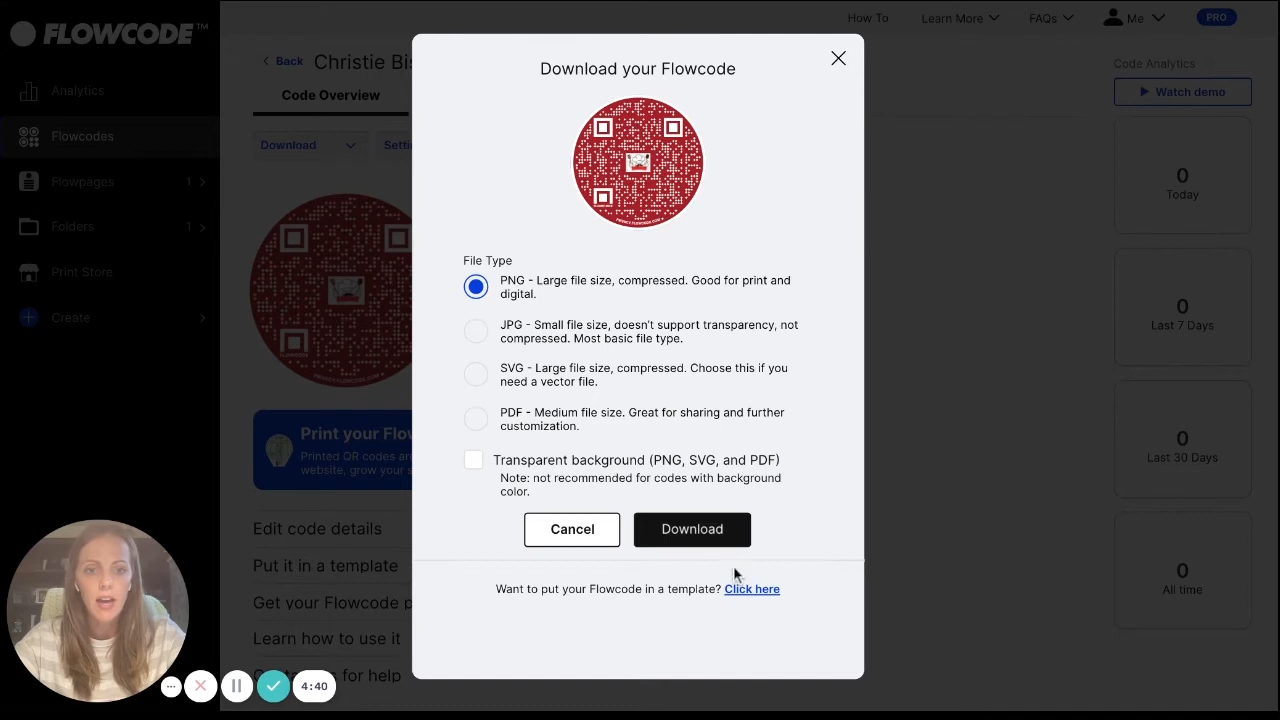 FLOWCODE™
Analytics
Flowcodes
Flowpages 1
Folders 1
Print Store
Create
How To
Learn More
FAQs
Me
PRO
Back
Christie
Code Overview
Download
Print your
Printed QR codes
website, grow your
Edit code details
Put it in a template
Get your Flowcode
Learn how to use it
for help
Download your Flowcode
PRIVACY.FLOWCODE.COM
File Type
PNG - Large file size, compressed. Good for print and
digital.
JPG - Small file size, doesn't support transparency, not
compressed. Most basic file type.
SVG - Large file size, compressed. Choose this if you
need a vector file.
PDF - Medium file size. Great for sharing and further
customization.
Transparent background (PNG, SVG, and PDF)
Note: not recommended for codes with background
color.
Cancel
Download
Want to put your Flowcode in a template? Click here
Code Analytics
Watch demo
0
Today
0
Last 7 Days
0
Last 30 Days
0
All time
4:40